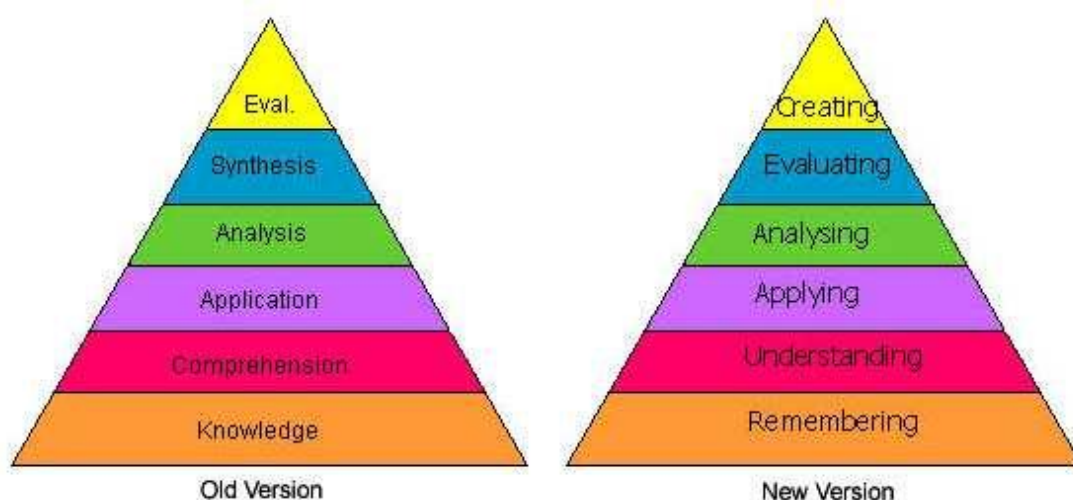 Eval.
Synthesis
Analysis
Application
Comprehension
Knowledge
Old Version
Creating
Evaluating
Analysing
Applying
Understanding
Remembering
New Version